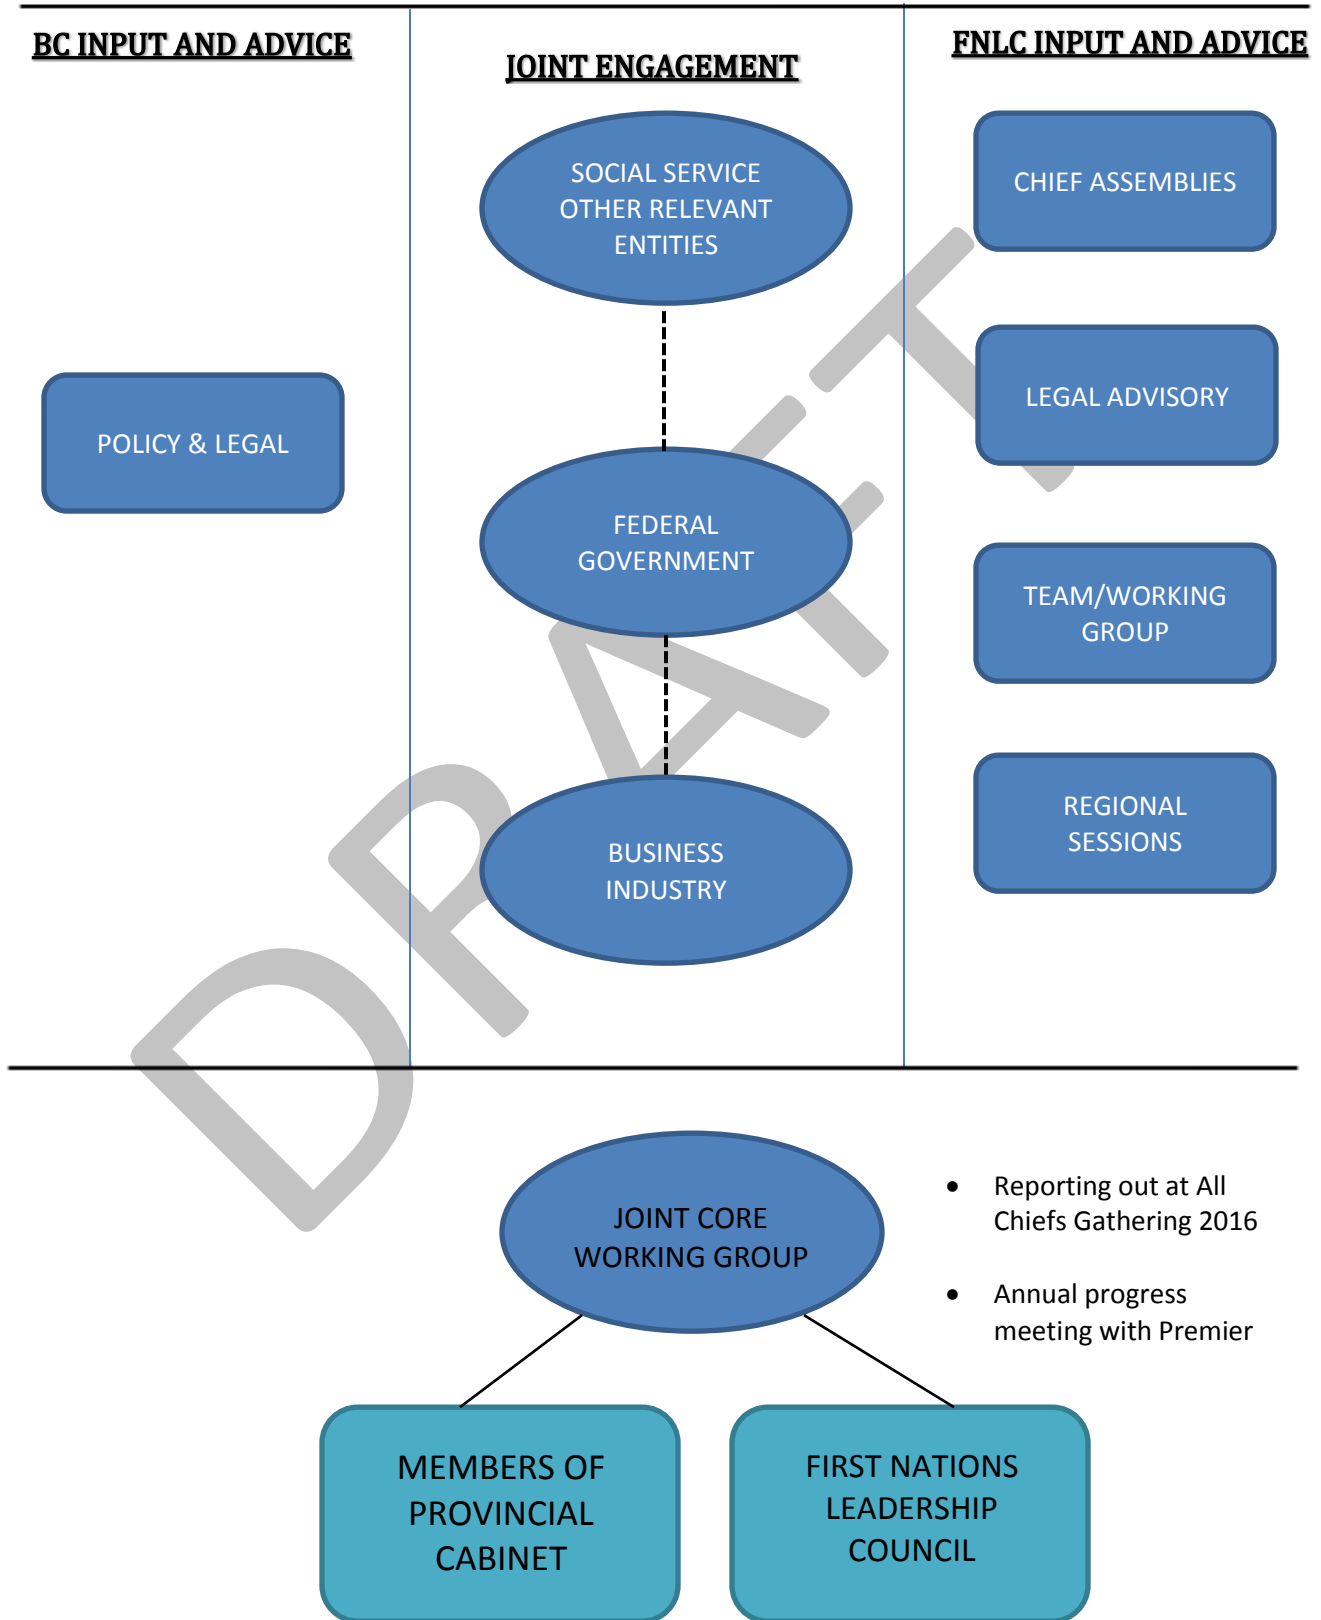 BC INPUT AND ADVICE
POLICY & LEGAL
JOINT ENGAGEMENT
SOCIAL SERVICE
OTHER RELEVANT
ENTITIES
FEDERAL
GOVERNMENT
BUSINESS
INDUSTRY
FNLC INPUT AND ADVICE
CHIEF ASSEMBLIES
LEGAL ADVISORY
TEAM/WORKING
GROUP
REGIONAL
SESSIONS
DRAFT
JOINT CORE
WORKING GROUP
• Reporting out at All
Chiefs Gathering 2016
• Annual progress
meeting with Premier
MEMBERS OF
PROVINCIAL
CABINET
FIRST NATIONS
LEADERSHIP
COUNCIL